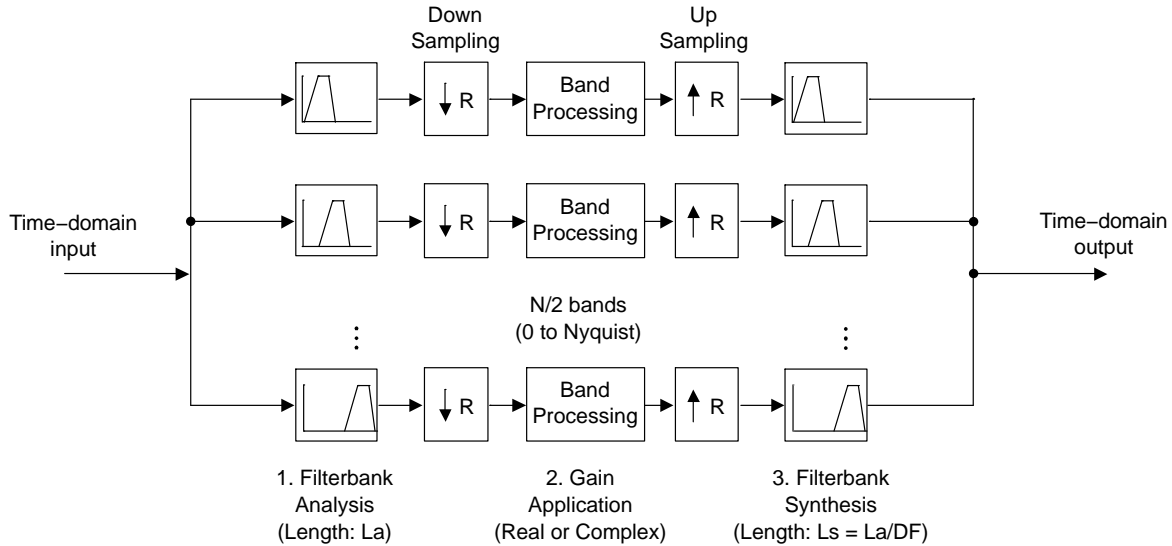 Down
Sampling
Up
Sampling
R
Band
Processing
R
Time–domain
input
R
Band
Processing
R
Time–domain
output
N/2 bands
(0 to Nyquist)
R
Band
Processing
R
1. Filterbank
Analysis
(Length: La)
2. Gain
Application
(Real or Complex)
3. Filterbank
Synthesis
(Length: Ls = La/DF)